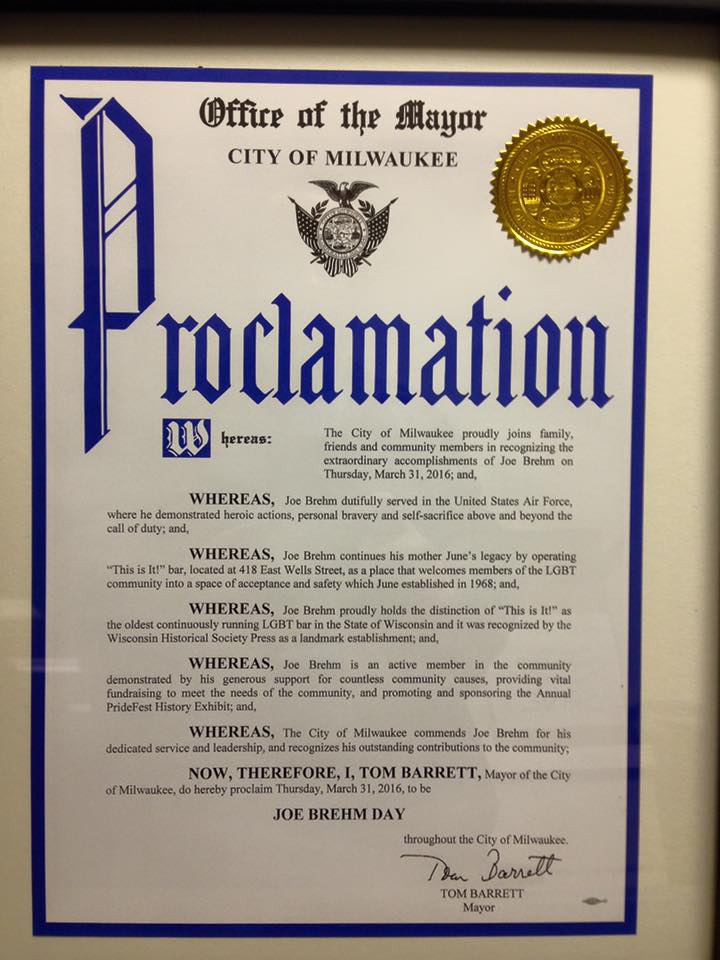 Office of the Mayor
CITY OF MILWAUKEE
Proclamation
Whereas: The City of Milwaukee proudly joins family,
friends and community members in recognizing the
extraordinary accomplishments of Joe Brehm on
Thursday, March 31, 2016; and,
WHEREAS, Joe Brehm dutifully served in the United States Air Force,
where he demonstrated heroic actions, personal bravery and self-sacrifice above and beyond the
call of duty; and,
WHEREAS, Joe Brehm continues his mother June's legacy by operating
“This is It!” bar, located at 418 East Wells Street, as a place that welcomes members of the LGBT
community into a space of acceptance and safety which June established in 1968; and,
WHEREAS, Joe Brehm proudly holds the distinction of “This is It!” as
the oldest continuously running LGBT bar in the State of Wisconsin and it was recognized by the
Wisconsin Historical Society Press as a landmark establishment; and,
WHEREAS, Joe Brehm is an active member in the community
demonstrated by his generous support for countless community causes, providing vital
fundraising to meet the needs of the community, and promoting and sponsoring the Annual
PrideFest History Exhibit; and,
WHEREAS, The City of Milwaukee commends Joe Brehm for his
dedicated service and leadership, and recognizes his outstanding contributions to the community;
NOW, THEREFORE, I, TOM BARRETT, Mayor of the City
of Milwaukee, do hereby proclaim Thursday, March 31, 2016, to be
JOE BREHM DAY
throughout the City of Milwaukee.
Tom Barrett
TOM BARRETT
Mayor